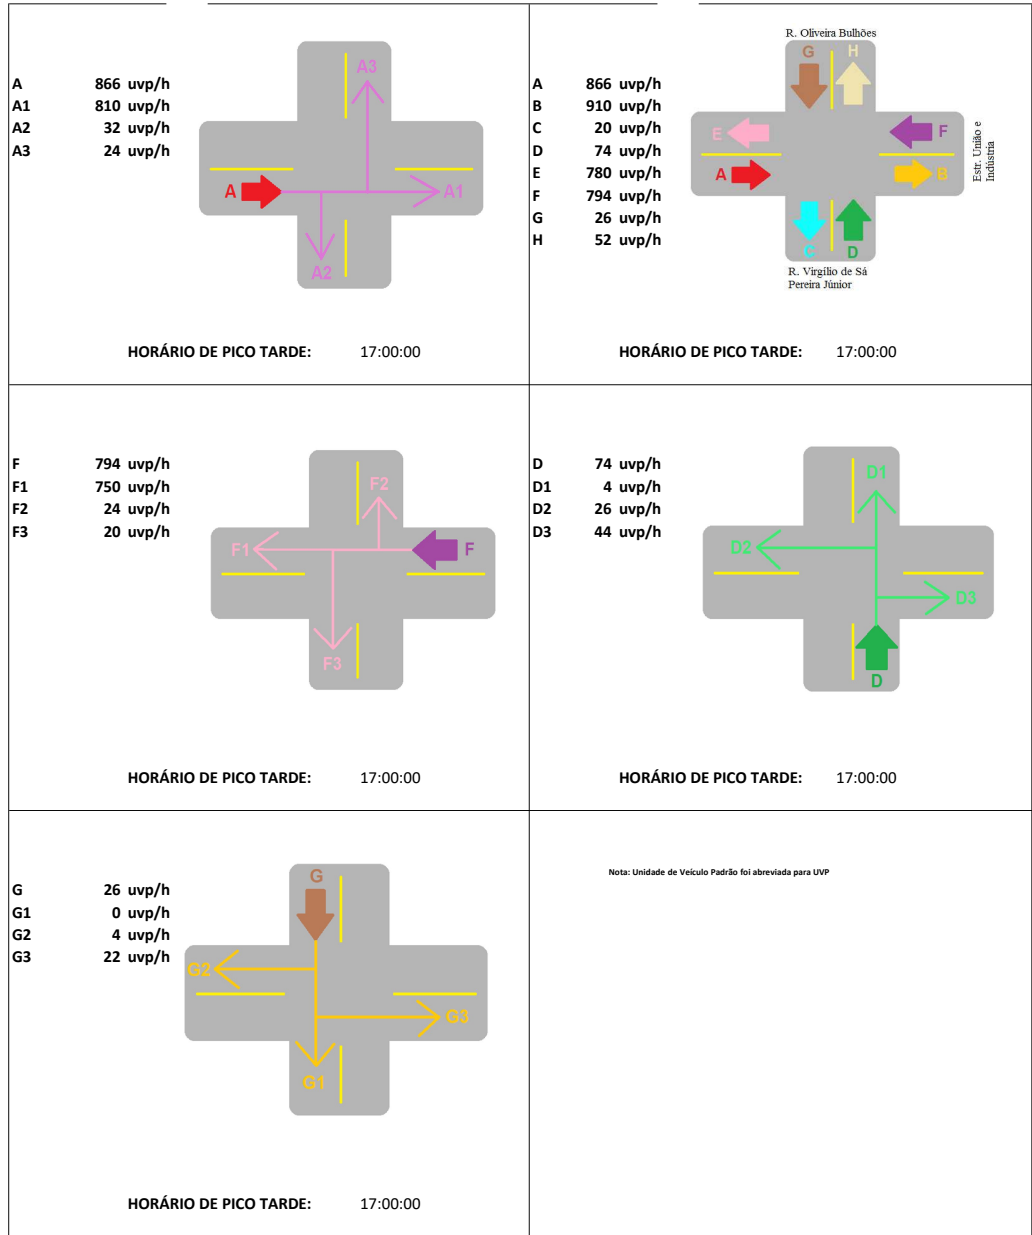 A 866 uvp/h
A1 810 uvp/h
A2 32 uvp/h
A3 24 uvp/h
A3
A
A1
A2
HORÁRIO DE PICO TARDE: 17:00:00
A 866 uvp/h
B 910 uvp/h
C 20 uvp/h
D 74 uvp/h
E 780 uvp/h
F 794 uvp/h
G 26 uvp/h
H 52 uvp/h
R. Oliveira Bulhões
G H
E F
A B
C D
Estr. União e
Indústria
R. Virgílio de Sá
Pereira Júnior
HORÁRIO DE PICO TARDE: 17:00:00
F 794 uvp/h
F1 750 uvp/h
F2 24 uvp/h
F3 20 uvp/h
F2
F1 F
F3
HORÁRIO DE PICO TARDE: 17:00:00
D 74 uvp/h
D1 4 uvp/h
D2 26 uvp/h
D3 44 uvp/h
D1
D2
D3
D
HORÁRIO DE PICO TARDE: 17:00:00
G 26 uvp/h
G1 0 uvp/h
G2 4 uvp/h
G3 22 uvp/h
G
G2
G3
G1
HORÁRIO DE PICO TARDE: 17:00:00
Nota: Unidade de Veículo Padrão foi abreviada para UVP